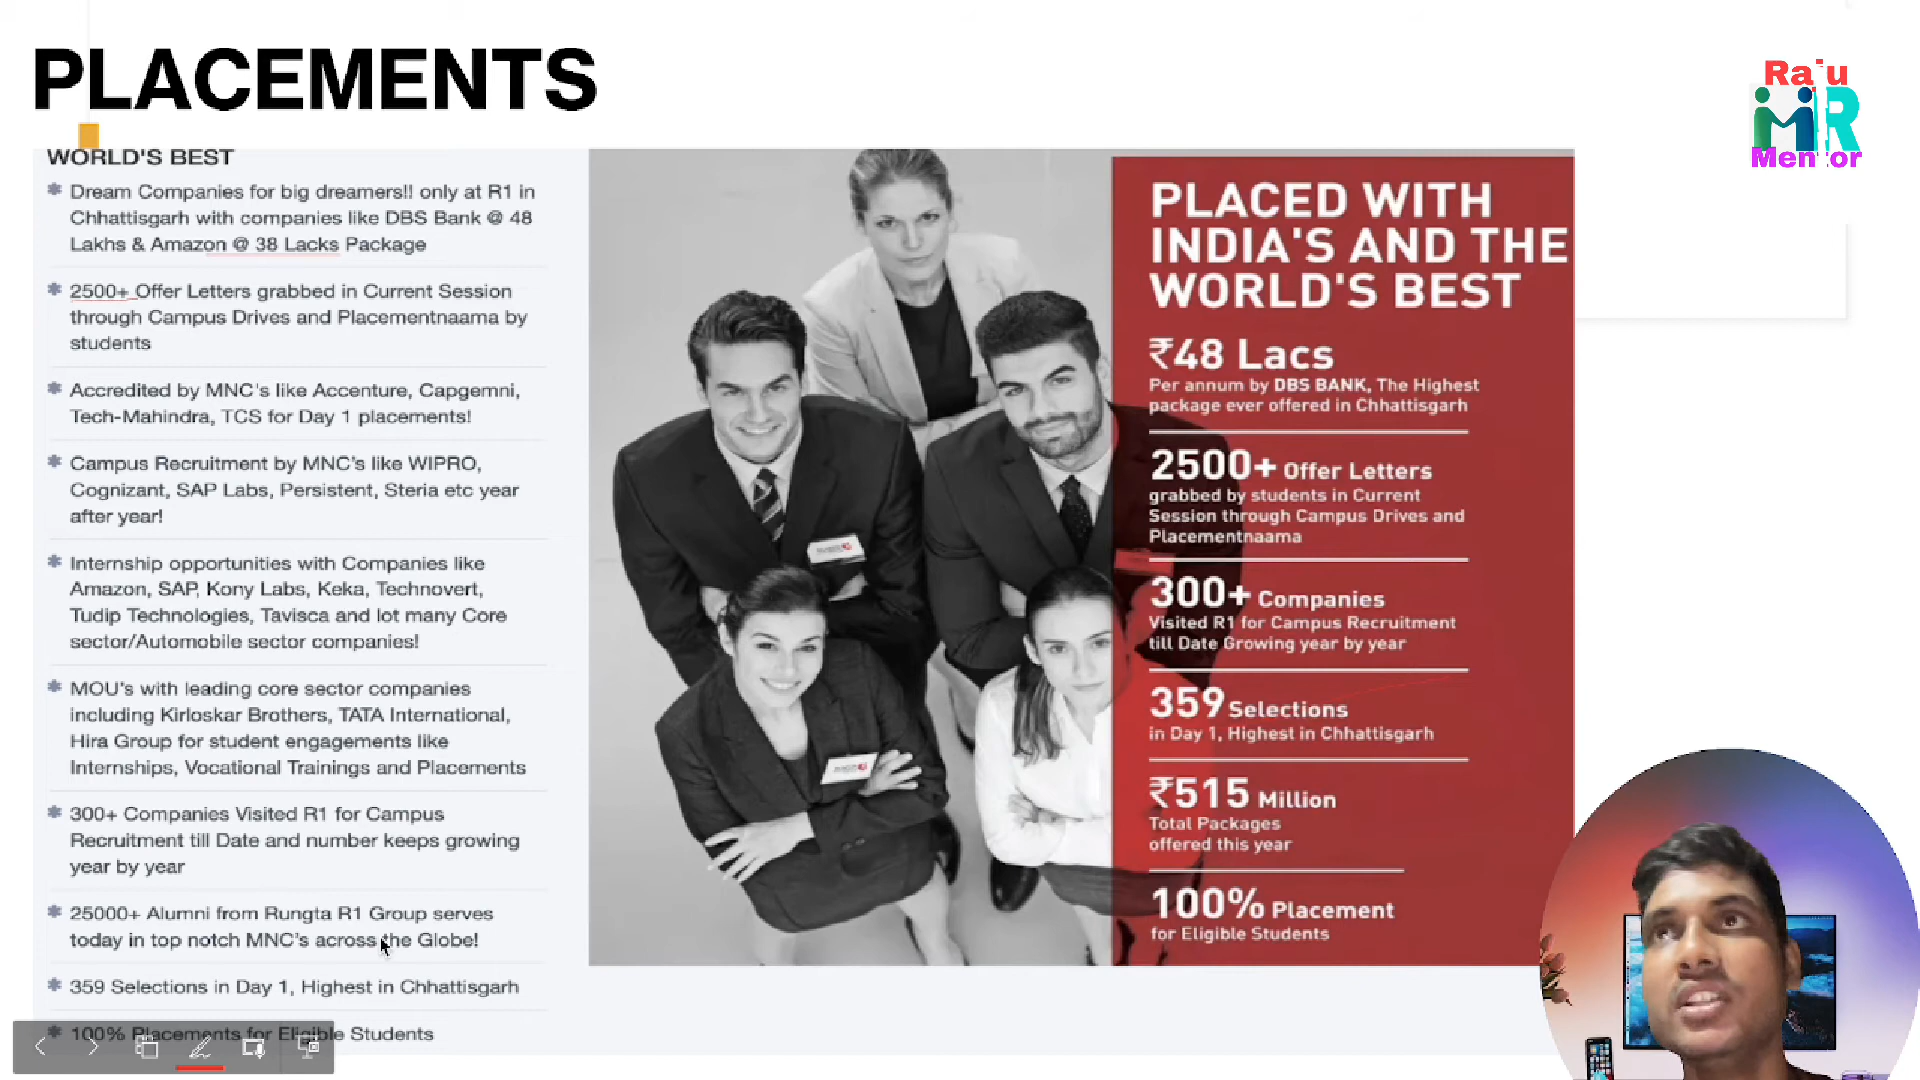 PLACEMENTS
Raju
MR
Mentor
WORLD'S BEST
Dream Companies for big dreamers!! only at R1 in
Chhattisgarh with companies like DBS Bank @ 48
Lakhs & Amazon @ 38 Lacks Package
2500+ Offer Letters grabbed in Current Session
through Campus Drives and Placementnaama by
students
Accredited by MNC's like Accenture, Capgemni,
Tech-Mahindra, TCS for Day 1 placements!
Campus Recruitment by MNC's like WIPRO,
Cognizant, SAP Labs, Persistent, Steria etc year
after year!
Internship opportunities with Companies like
Amazon, SAP, Kony Labs, Keka, Technovert,
Tudip Technologies, Tavisca and lot many Core
sector/Automobile sector companies!
MOU's with leading core sector companies
including Kirloskar Brothers, TATA International,
Hira Group for student engagements like
Internships, Vocational Trainings and Placements
300+ Companies Visited R1 for Campus
Recruitment till Date and number keeps growing
year by year
25000+ Alumni from Rungta R1 Group serves
today in top notch MNC's across the Globe!
359 Selections in Day 1, Highest in Chhattisgarh
100% Placements for Eligible Students
PLACED WITH
INDIA'S AND THE
WORLD'S BEST
₹48 Lacs
Per annum by DBS BANK, The Highest
package ever offered in Chhattisgarh
2500+ Offer Letters
grabbed by students in Current
Session through Campus Drives and
Placementnaama
300+ Companies
Visited R1 for Campus Recruitment
till Date Growing year by year
359 Selections
in Day 1, Highest in Chhattisgarh
₹515 Million
Total Packages
offered this year
100% Placement
for Eligible Students